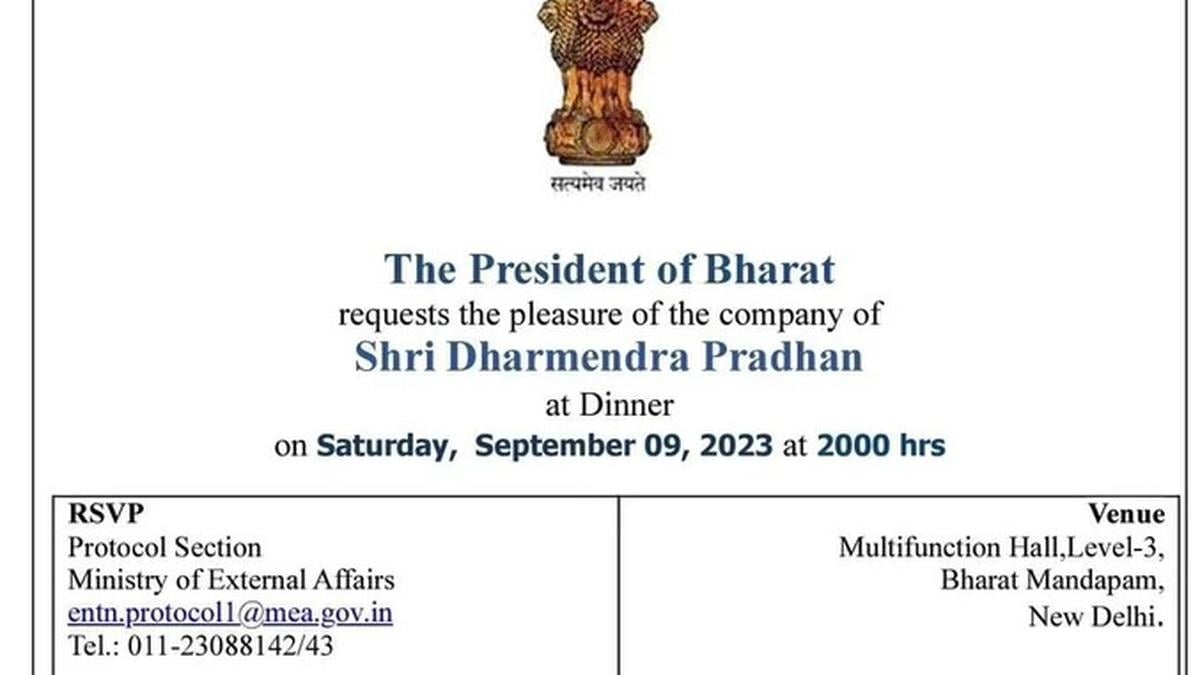 सत्यमेव जयते
The President of Bharat
requests the pleasure of the company of
Shri Dharmendra Pradhan
at Dinner
on Saturday, September 09, 2023 at 2000 hrs
RSVP
Protocol Section
Ministry of External Affairs
entn.protocol1@mea.gov.in
Tel.: 011-23088142/43
Venue
Multifunction Hall,Level-3,
Bharat Mandapam,
New Delhi.